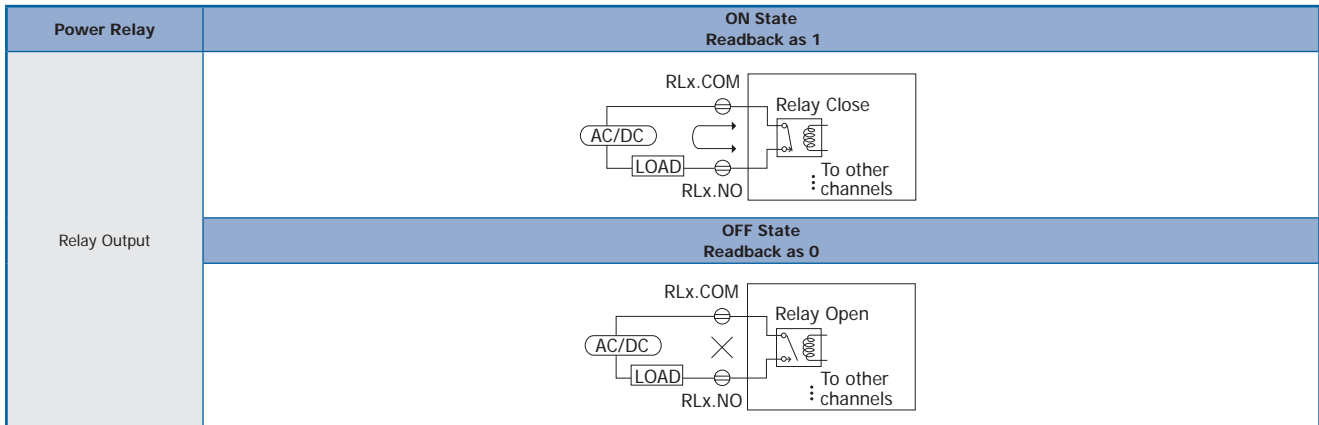 Power Relay
ON State
Readback as 1
Relay Output
RLx.COM
Relay Close
AC/DC
LOAD
RLx.NO
To other
channels
OFF State
Readback as 0
RLx.COM
Relay Open
AC/DC
LOAD
RLx.NO
To other
channels